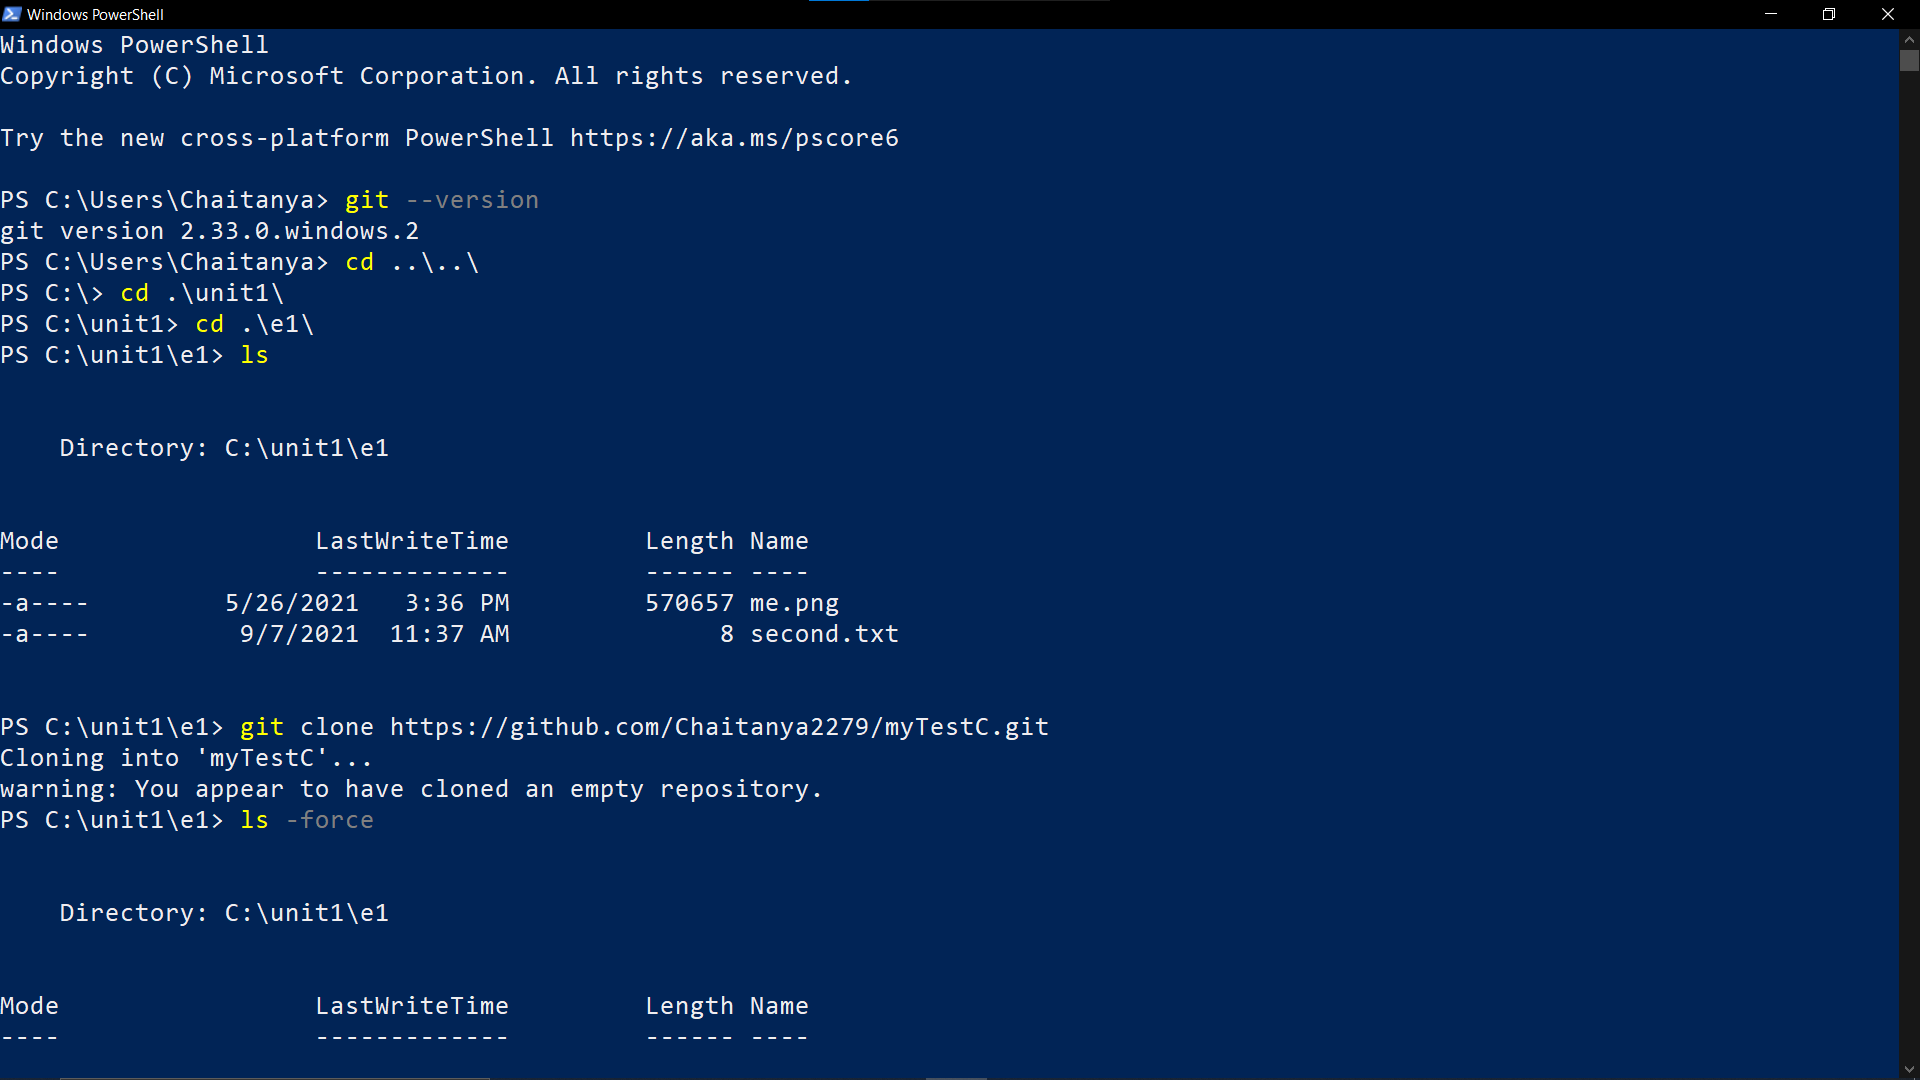 Windows PowerShell
Windows PowerShell
Copyright (C) Microsoft Corporation. All rights reserved.
Try the new cross-platform PowerShell https://aka.ms/pscore6
PS C:\Users\Chaitanya> git --version
git version 2.33.0.windows.2
PS C:\Users\Chaitanya> cd ..\..\
PS C:\> cd .\unit1\
PS C:\unit1> cd .\e1\
PS C:\unit1\e1> ls
    Directory: C:\unit1\e1
Mode                 LastWriteTime         Length Name
----                 -------------         ------ ----
-a----         5/26/2021   3:36 PM         570657 me.png
-a----          9/7/2021  11:37 AM              8 second.txt
PS C:\unit1\e1> git clone https://github.com/Chaitanya2279/myTestC.git
Cloning into 'myTestC'...
warning: You appear to have cloned an empty repository.
PS C:\unit1\e1> ls -force
    Directory: C:\unit1\e1
Mode                 LastWriteTime         Length Name
----                 -------------         ------ ----